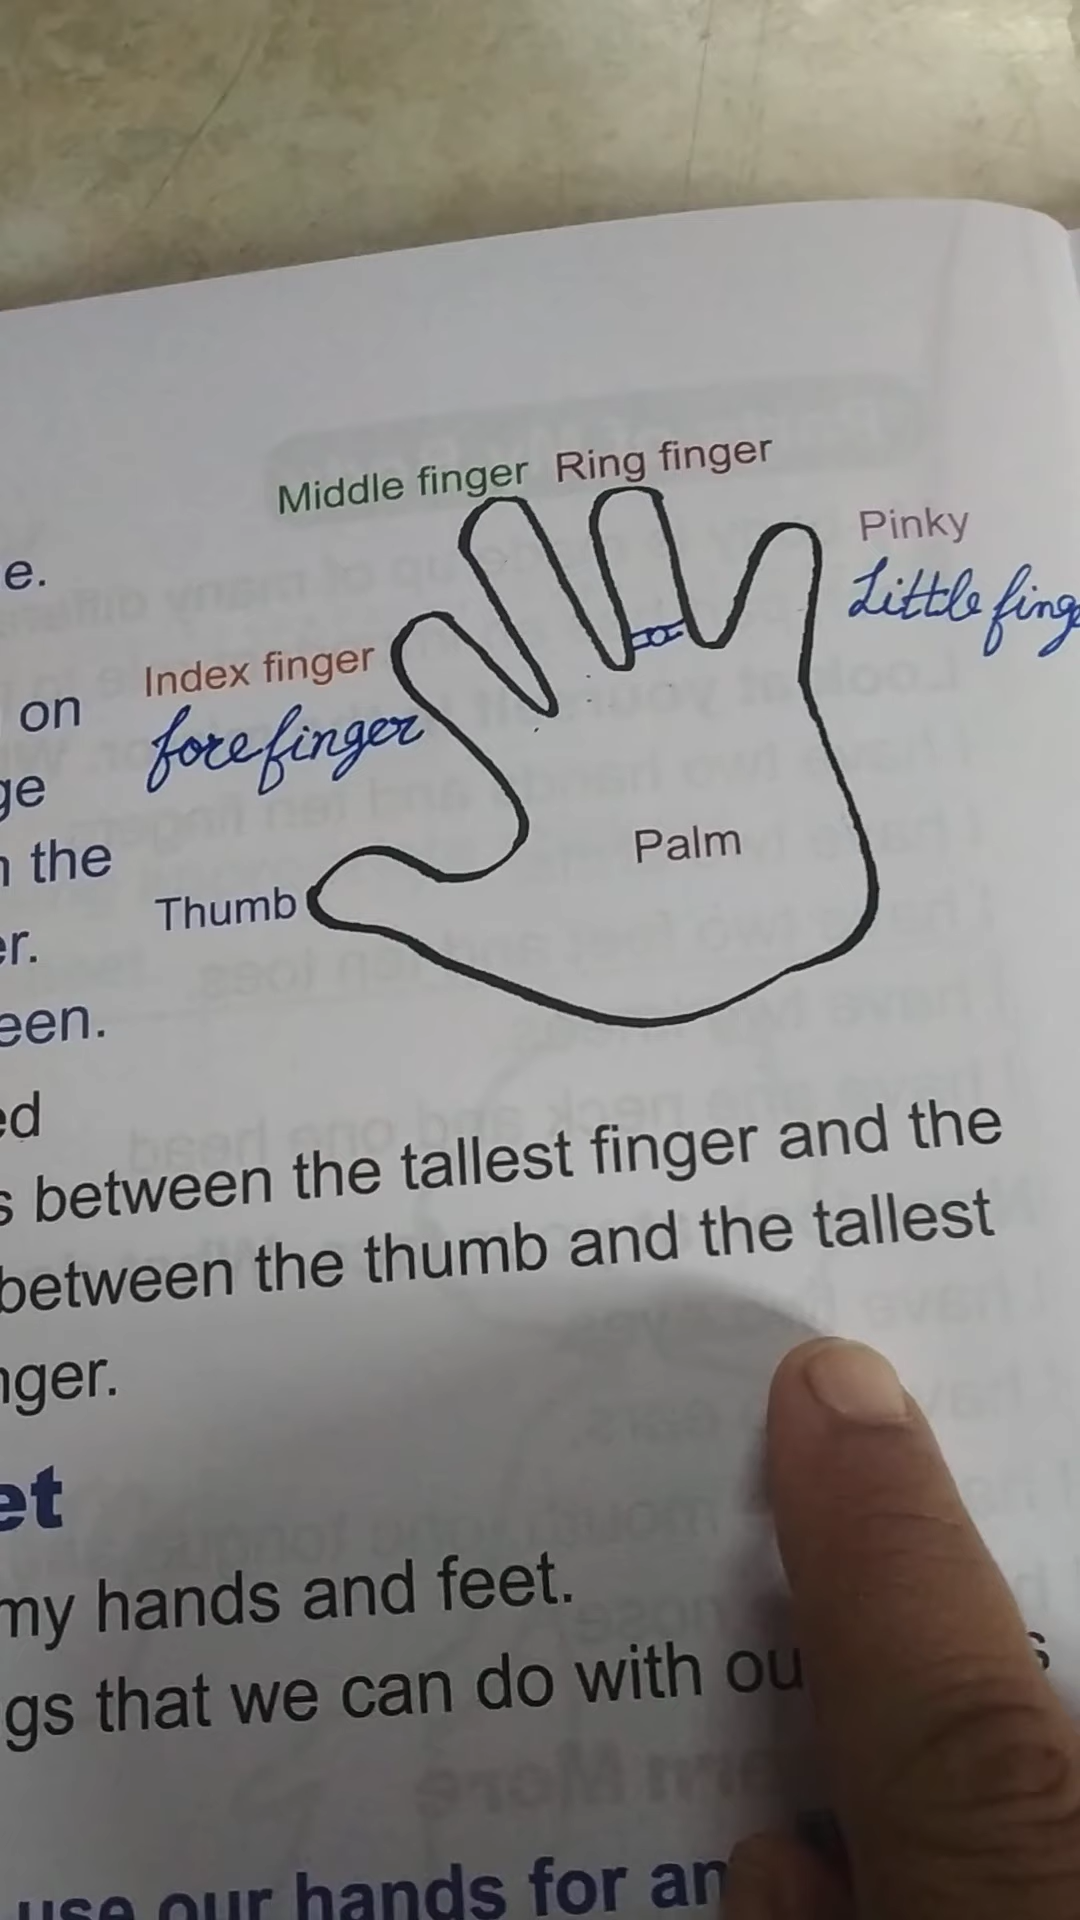 Middle finger Ring finger
Pinky
Little fing
Index finger
forefinger
Palm
Thumb
e.
on
ge
the
er.
een.
ed
s between the tallest finger and the
between the thumb and the tallest
nger.
et
my hands and feet.
gs that we can do with ou s
use our hands for an